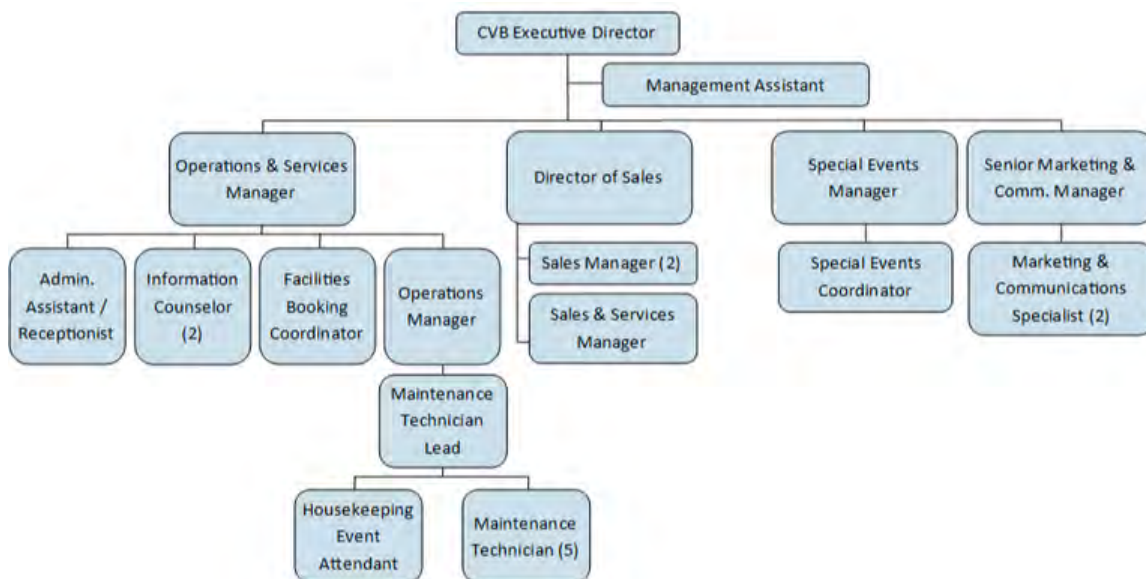 CVB Executive Director
Management Assistant
Operations & Services
Manager
Director of Sales
Special Events
Manager
Senior Marketing &
Comm. Manager
Admin.
Assistant /
Receptionist
Information
Counselor
(2)
Facilities
Booking
Coordinator
Operations
Manager
Sales Manager (2)
Sales & Services
Manager
Special Events
Coordinator
Marketing &
Communications
Specialist (2)
Maintenance
Technician
Lead
Housekeeping
Event
Attendant
Maintenance
Technician (5)